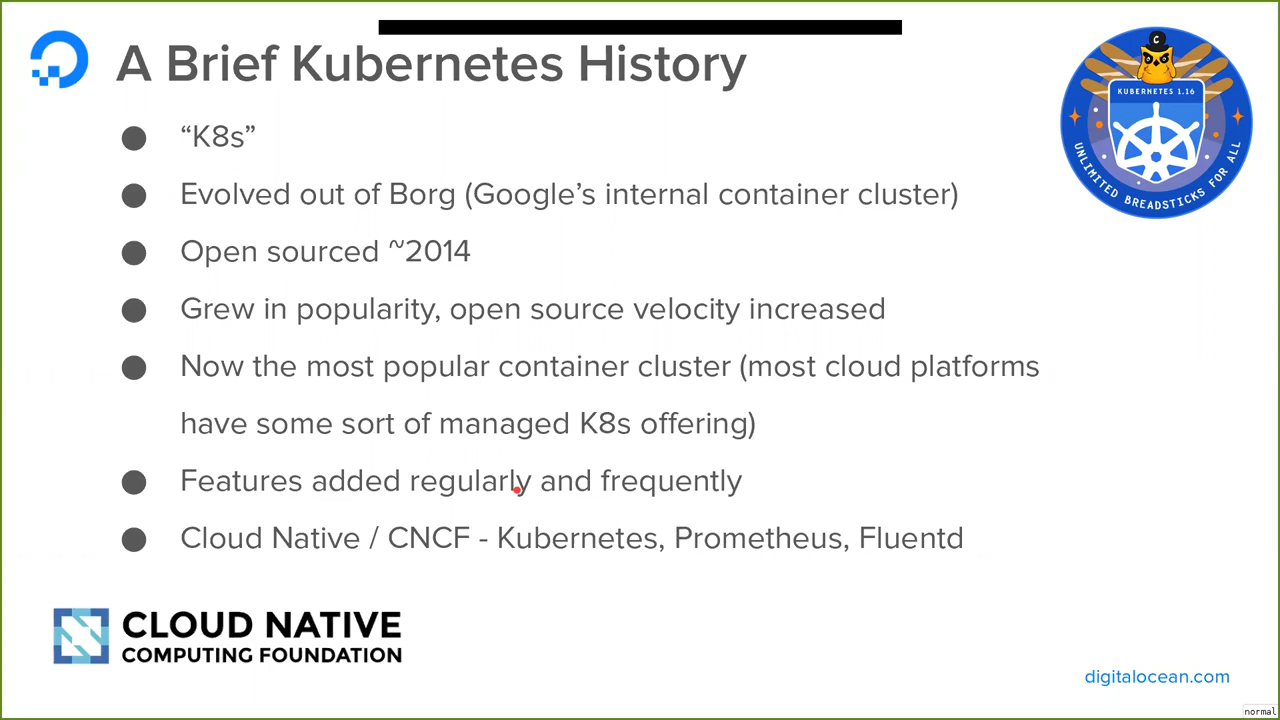 A Brief Kubernetes History
C
KUBERNETES 1.16
UNLIMITED BREADSTICKS FOR ALL
● “K8s”
● Evolved out of Borg (Google’s internal container cluster)
● Open sourced ~2014
● Grew in popularity, open source velocity increased
● Now the most popular container cluster (most cloud platforms
have some sort of managed K8s offering)
● Features added regularly and frequently
● Cloud Native / CNCF - Kubernetes, Prometheus, Fluentd
CLOUD NATIVE
COMPUTING FOUNDATION
digitalocean.com
normal